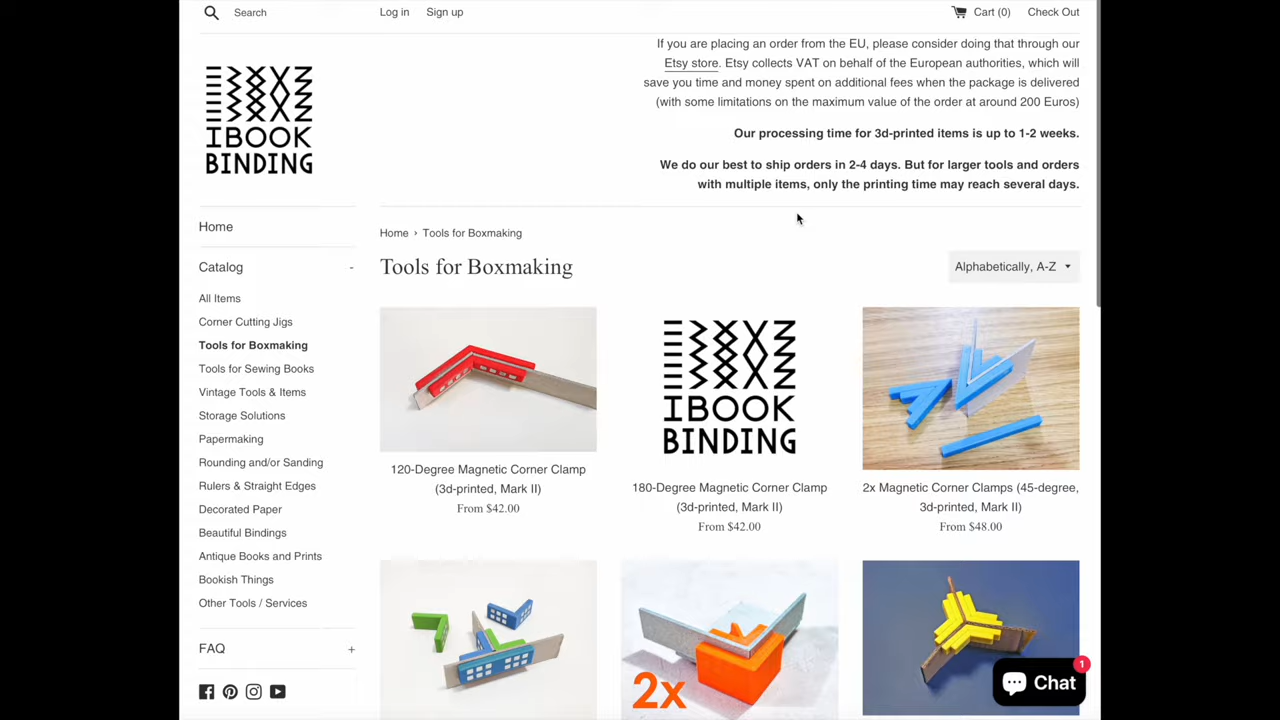 Search
Log in
Sign up
Cart (0)
Check Out
If you are placing an order from the EU, please consider doing that through our
Etsy store. Etsy collects VAT on behalf of the European authorities, which will
save you time and money spent on additional fees when the package is delivered
(with some limitations on the maximum value of the order at around 200 Euros)
Our processing time for 3d-printed items is up to 1-2 weeks.
We do our best to ship orders in 2-4 days. But for larger tools and orders
with multiple items, only the printing time may reach several days.
IBOOK
BINDING
Home
Catalog -
All Items
Corner Cutting Jigs
Tools for Boxmaking
Tools for Sewing Books
Vintage Tools & Items
Storage Solutions
Papermaking
Rounding and/or Sanding
Rulers & Straight Edges
Decorated Paper
Beautiful Bindings
Antique Books and Prints
Bookish Things
Other Tools / Services
FAQ +
Home › Tools for Boxmaking
Tools for Boxmaking
Alphabetically, A-Z
120-Degree Magnetic Corner Clamp
(3d-printed, Mark II)
From $42.00
IBOOK
BINDING
180-Degree Magnetic Corner Clamp
(3d-printed, Mark II)
From $42.00
2x Magnetic Corner Clamps (45-degree,
3d-printed, Mark II)
From $48.00
2x
Chat
1